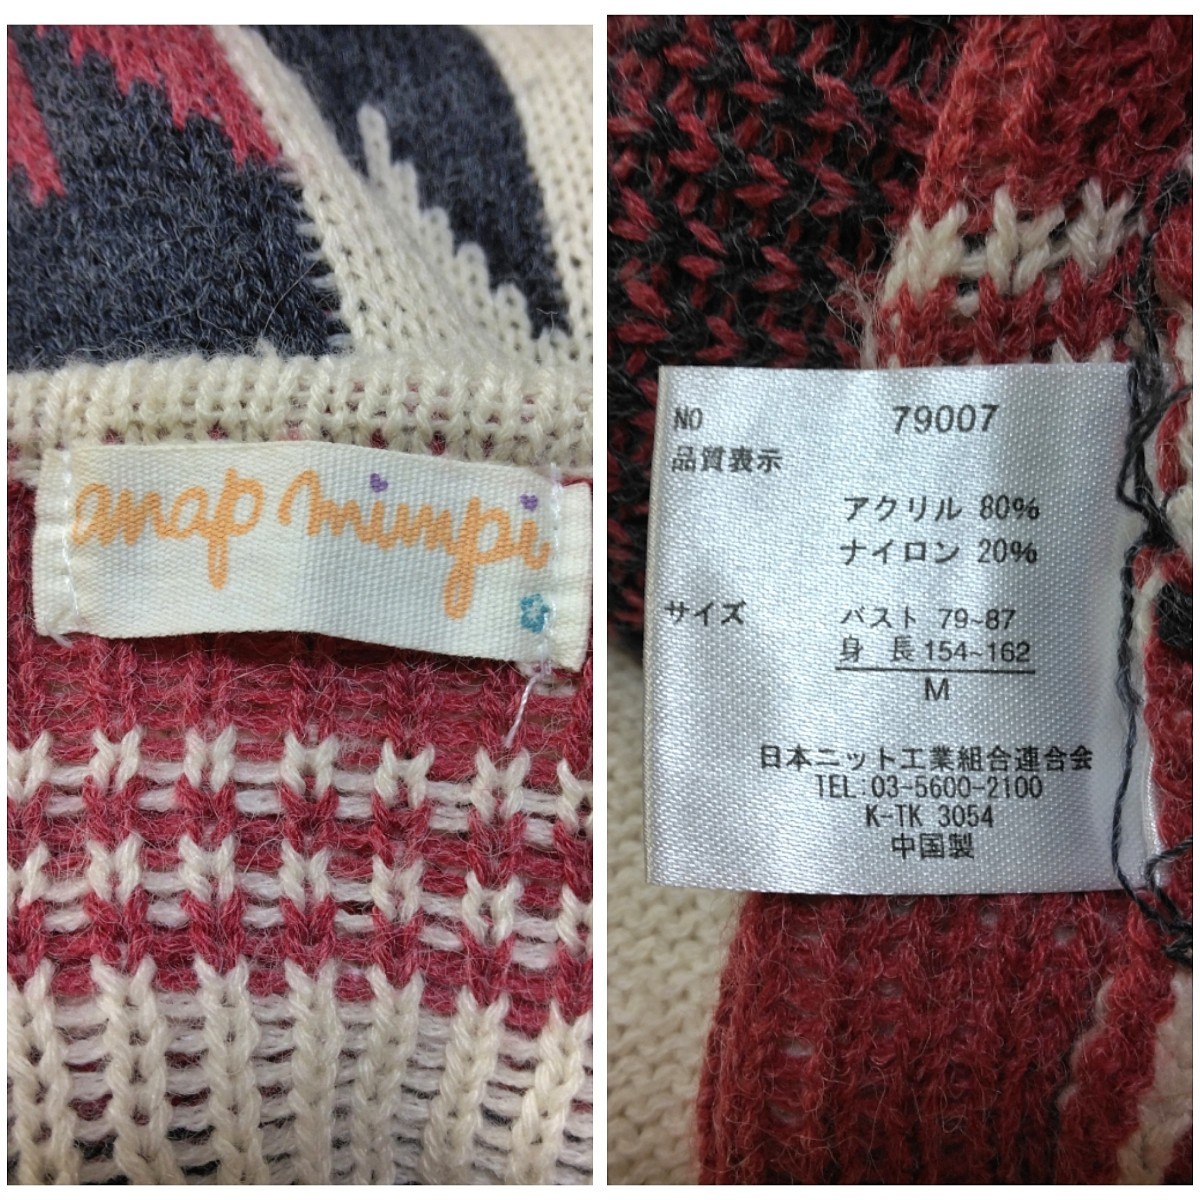 anap mimpi
NO 79007
品質表示
アクリル 80%
ナイロン 20%
サイズ バスト 79~87
身 長 154~162
M
日本ニット工業組合連合会
TEL:03-5600-2100
K-TK 3054
中国製